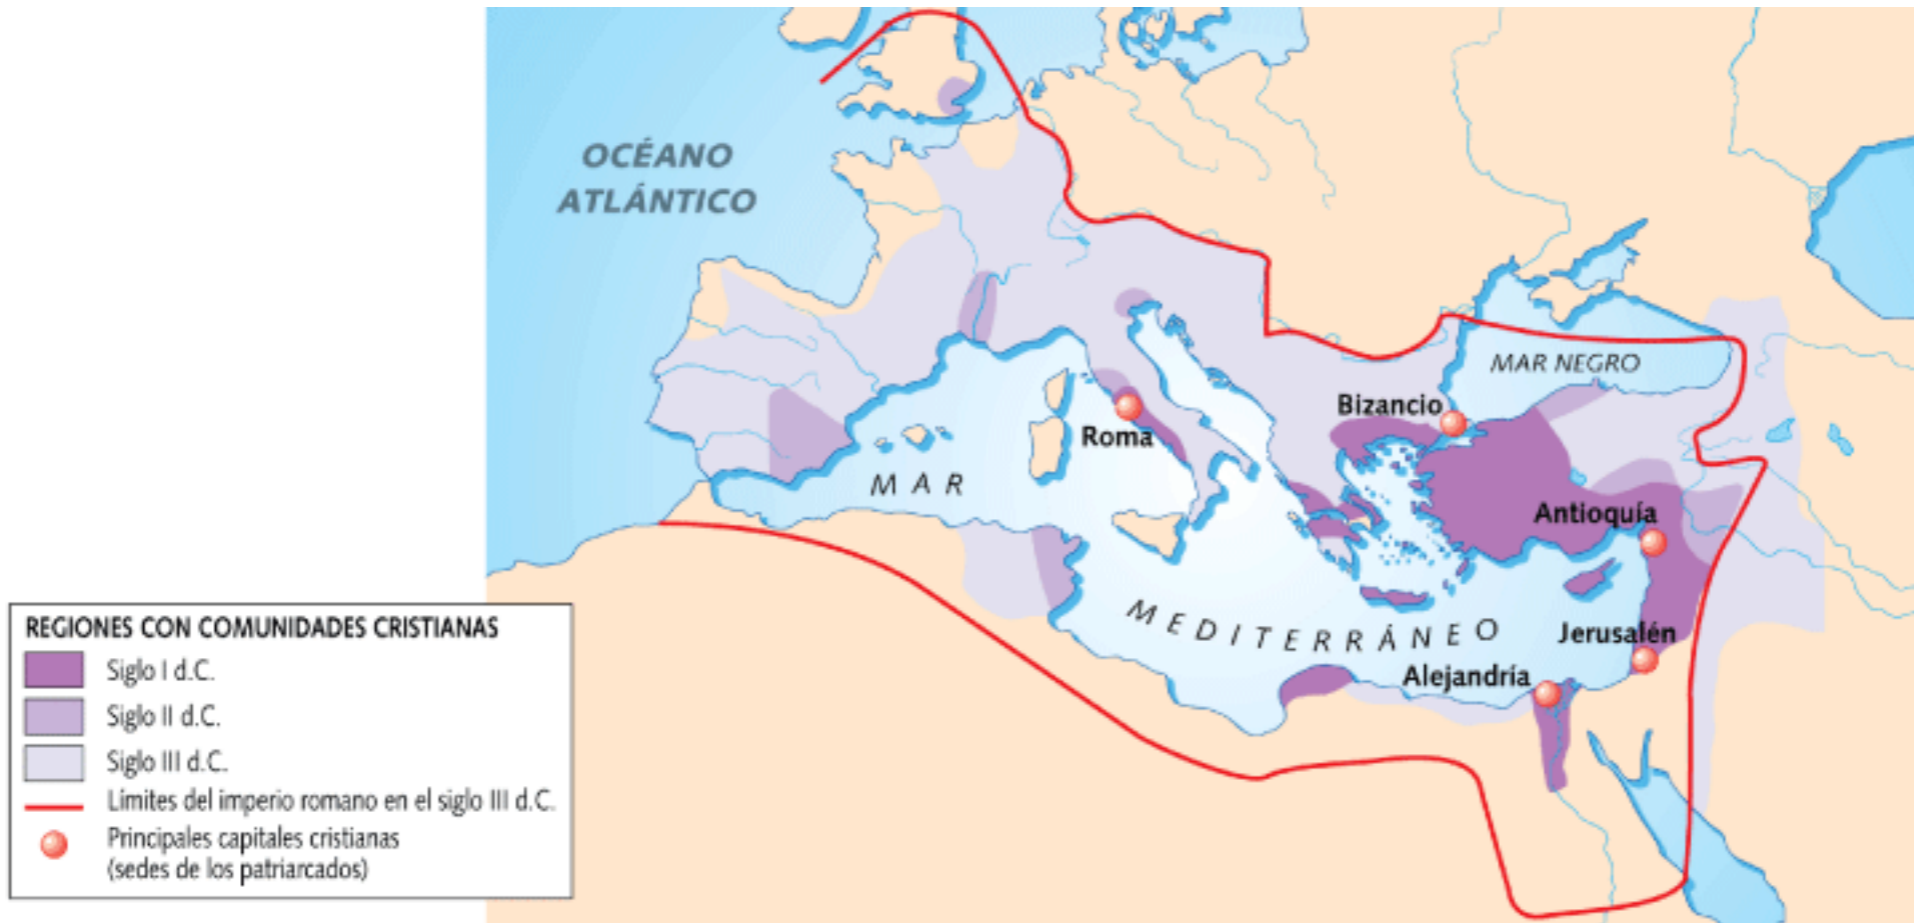 OCÉANO
ATLÁNTICO
MAR NEGRO
Bizancio
Roma
MAR
Antioquía
MEDITERRÁNEO
Jerusalén
Alejandría
REGIONES CON COMUNIDADES CRISTIANAS
Siglo I d.C.
Siglo II d.C.
Siglo III d.C.
Límites del imperio romano en el siglo III d.C.
Principales capitales cristianas
(sedes de los patriarcados)